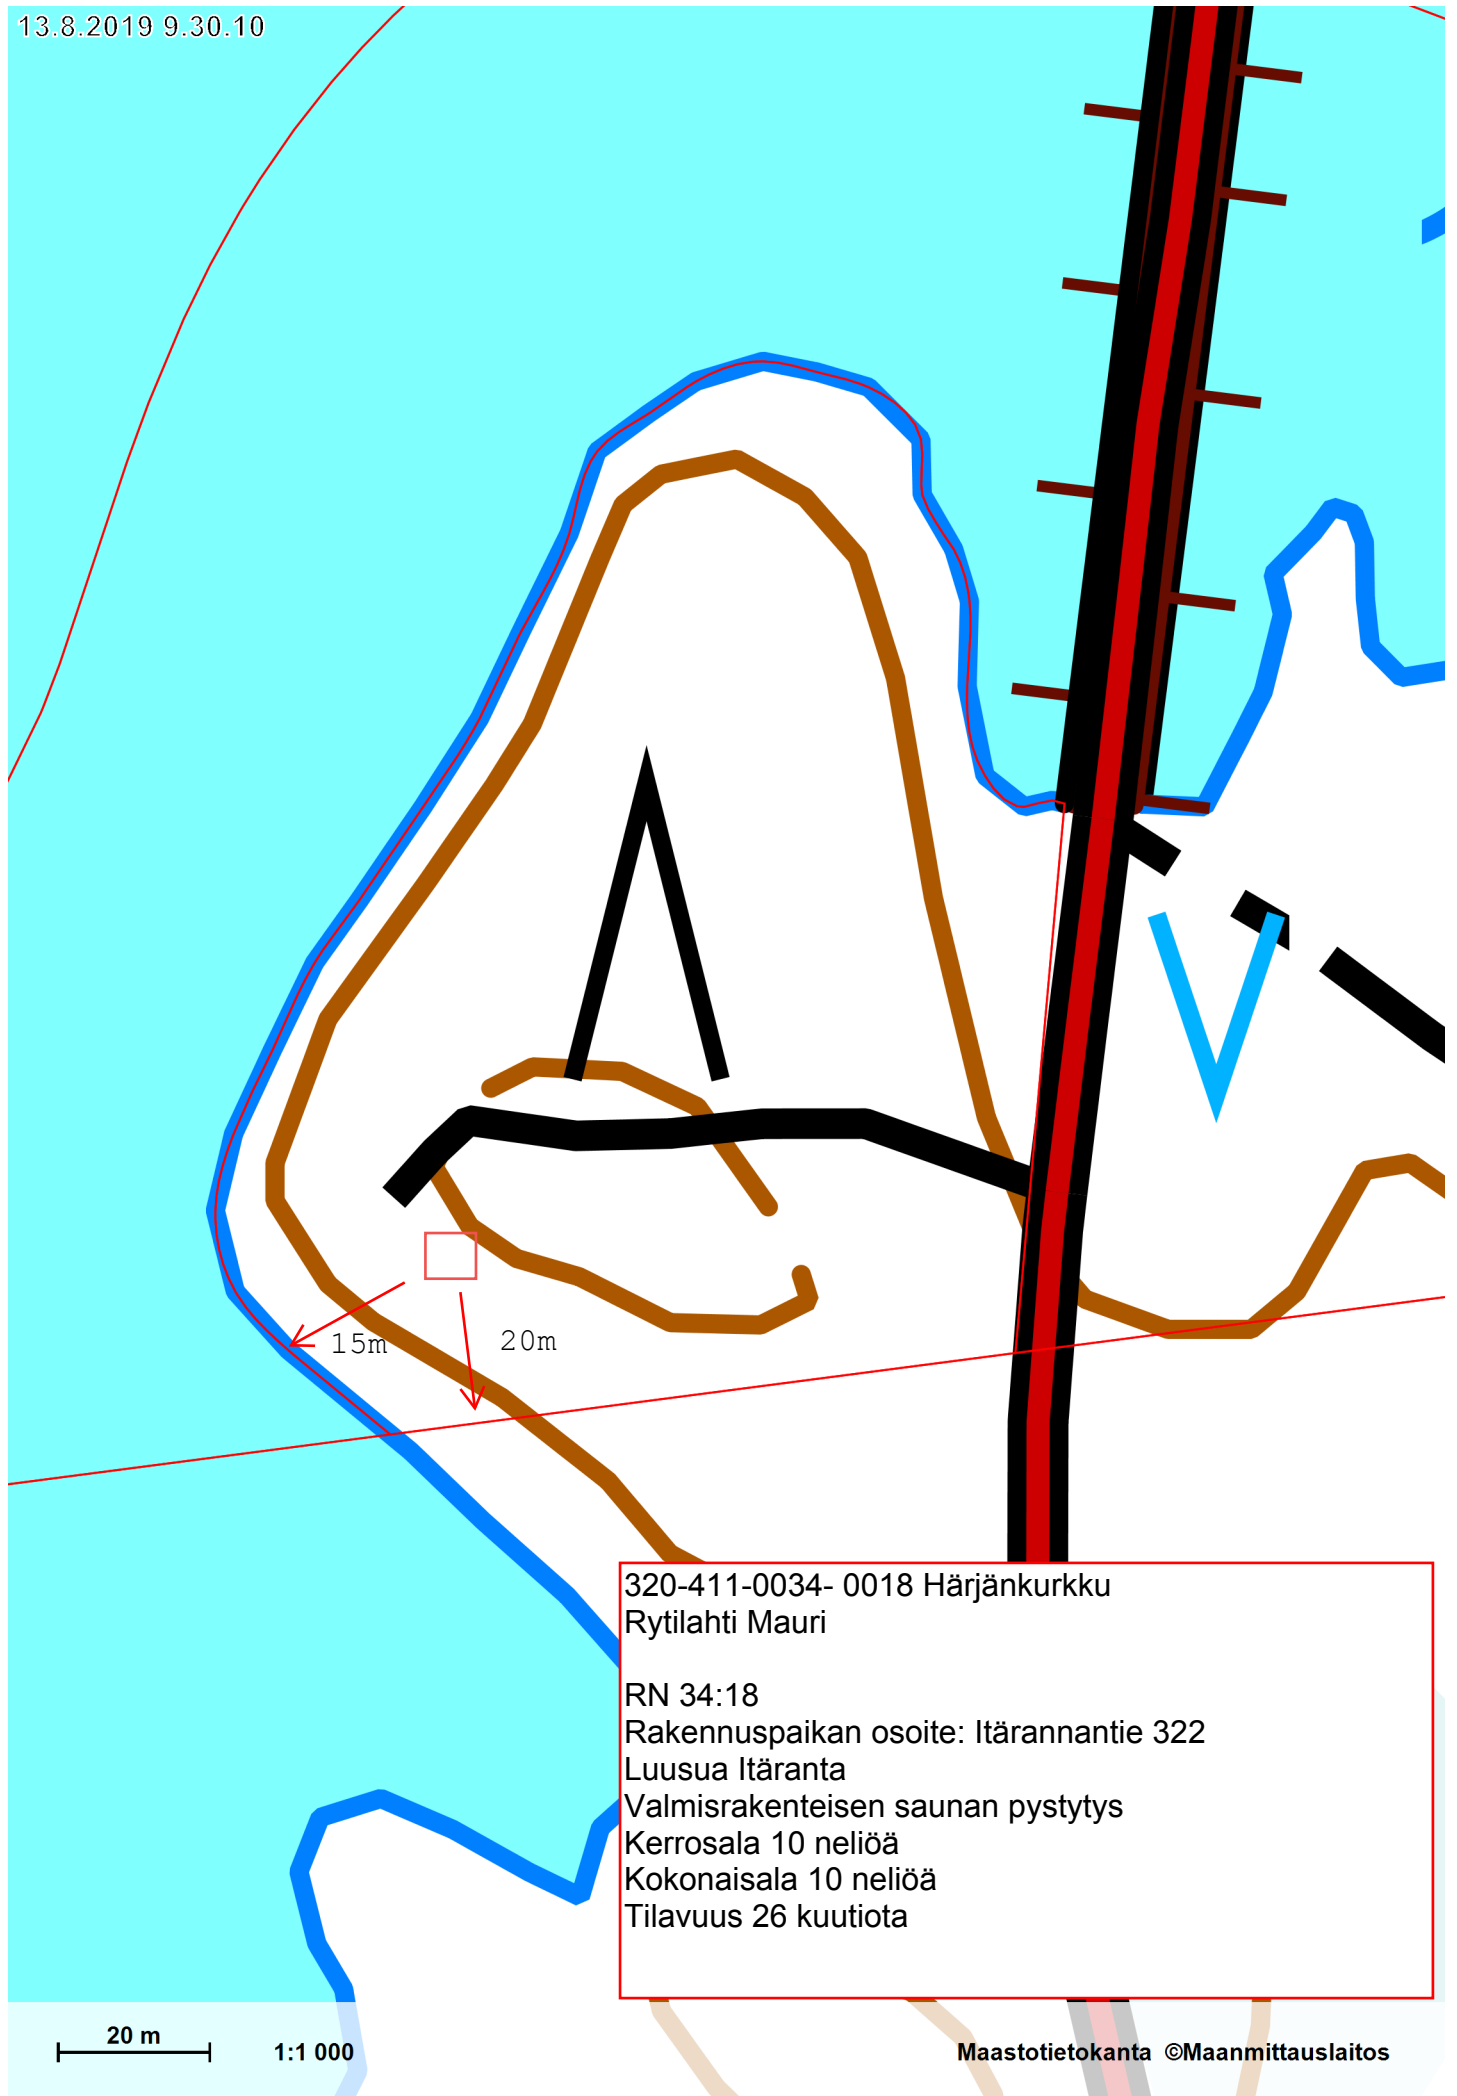 13.8.2019 9.30.10
15m
20m
320-411-0034- 0018 Härjänkurkku
Rytilahti Mauri
RN 34:18
Rakennuspaikan osoite: Itärannantie 322
Luusua Itäranta
Valmisrakenteisen saunan pystytys
Kerrosala 10 neliöä
Kokonaisala 10 neliöä
Tilavuus 26 kuutiota
20 m
1:1 000
Maastotietokanta ©Maanmittauslaitos